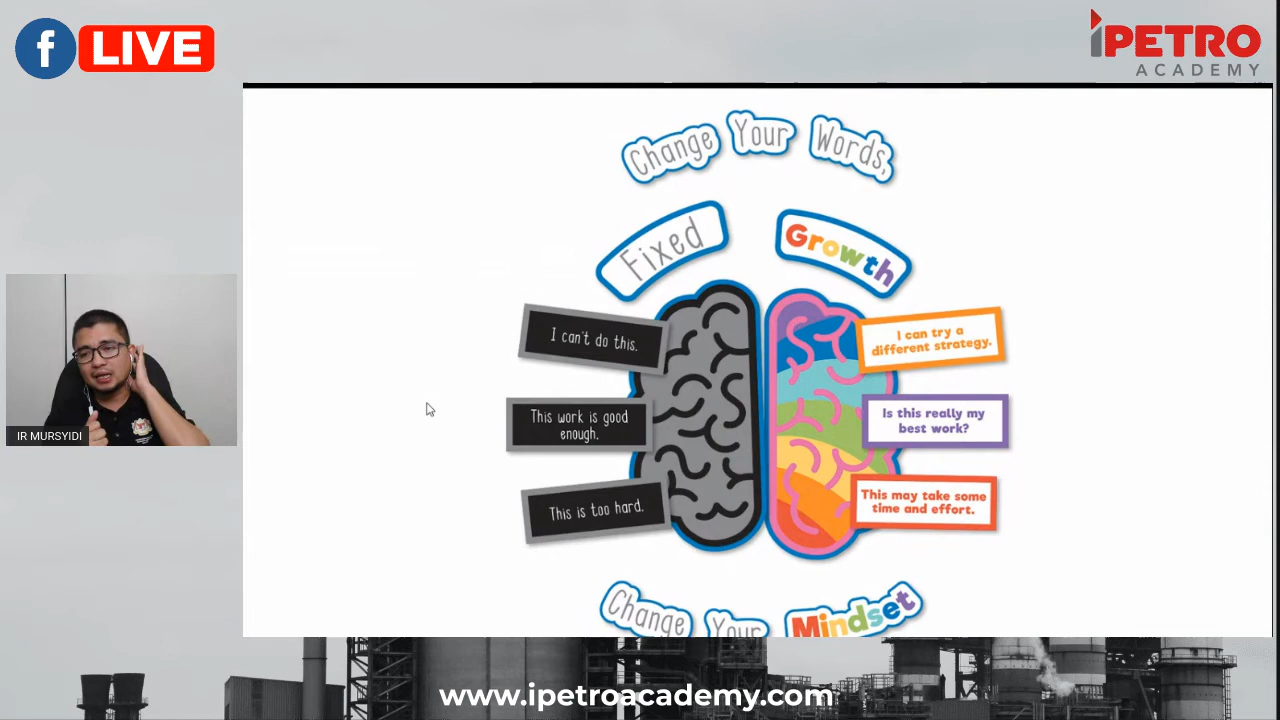 f LIVE
iPETRO
ACADEMY
Change Your Words,
Fixed
Growth
I can't do this.
I can try a
different strategy.
This work is good
enough.
Is this really my
best work?
This is too hard.
This may take some
time and effort.
Change Your Mindset
IR MURSYIDI
www.ipetroacademy.com